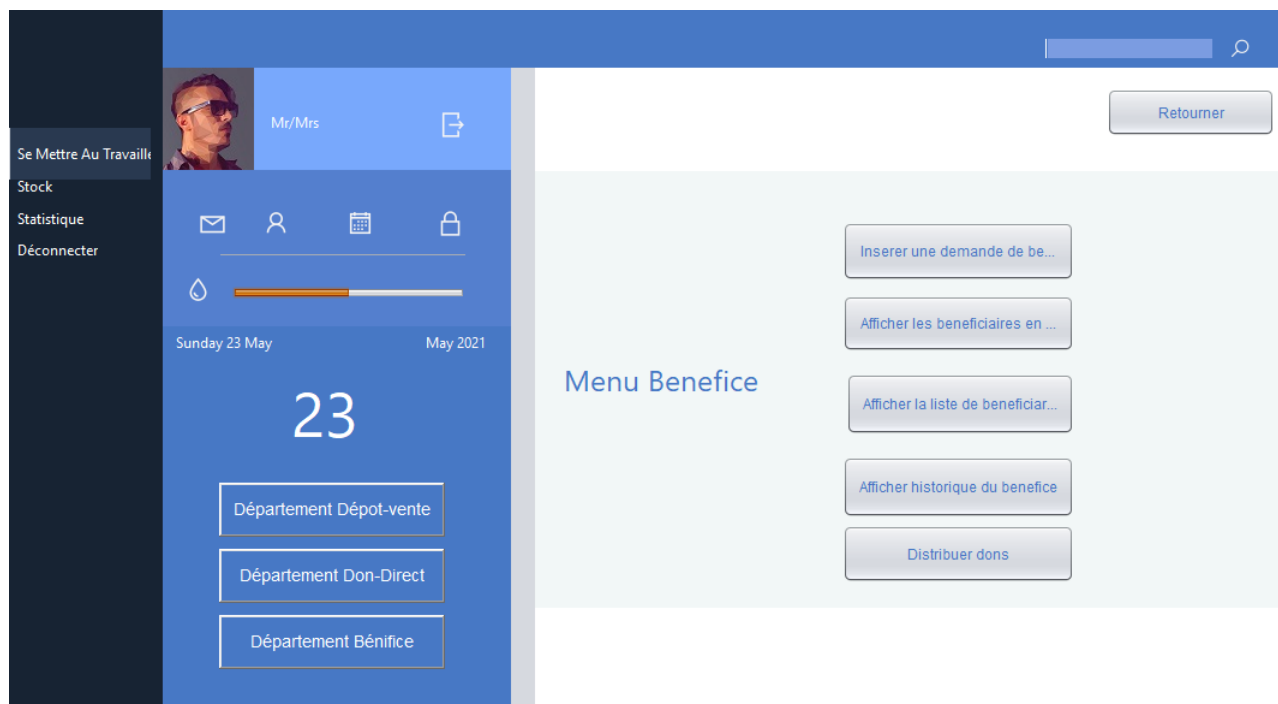 Se Mettre Au Travaille
Stock
Statistique
Déconnecter
Mr/Mrs
Sunday 23 May
May 2021
23
Département Dépot-vente
Département Don-Direct
Département Bénifice
Retourner
Menu Benefice
Inserer une demande de be...
Afficher les beneficiaires en ...
Afficher la liste de beneficiar...
Afficher historique du benefice
Distribuer dons